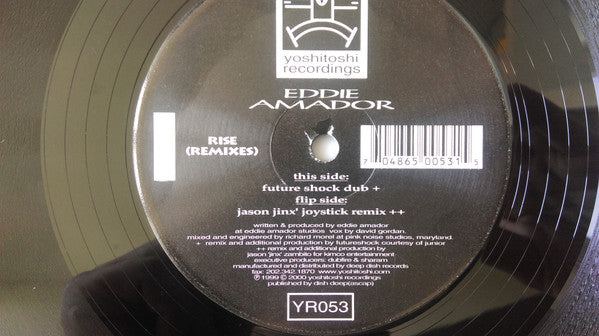 yoshitoshi
recordings
EDDIE
AMADOR
RISE
(REMIXES)
7 04865 00531 5
this side:
future shock dub +
flip side:
jason jinx' joystick remix ++
written & produced by eddie amador
at eddie amador studios vox by david gordan.
mixed and engineered by richard morel at pink noise studios, maryland.
+ remix and additional production by futureshock courtesy of junior
++ remix and additional production by
jason 'jinx' zambito for kimco entertainment
executive producers: dubfire & sharam
manufactured and distributed by deep dish records
fax: 202.342.1870 www.yoshitoshi.com
℗ 1999 © 2000 yoshitoshi recordings
published by dish deep(ascap)
YR053